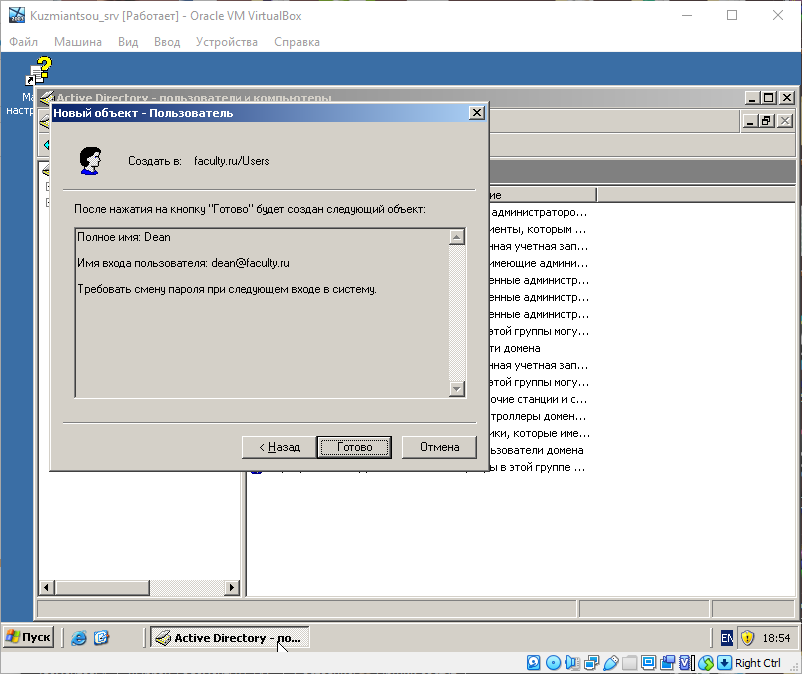 Kuzmiantsou_srv [Работает] - Oracle VM VirtualBox
Файл Машина Вид Ввод Устройства Справка
Active Directory - пользователи и компьютеры
Новый объект - Пользователь
Создать в: faculty.ru/Users
После нажатия на кнопку "Готово" будет создан следующий объект:
Полное имя: Dean
Имя входа пользователя: dean@faculty.ru
Требовать смену пароля при следующем входе в систему.
< Назад Готово Отмена
ие
администраторо...
иенты, которым ...
нная учетная зап...
имеющие админи...
енные администр...
енные администр...
енные администр...
этой группы могу...
ти домена
нная учетная зап...
этой группы могу...
очие станции и с...
троллеры домен...
ики, которые име...
ьзователи домена
ы в этой группе ...
Пуск
Active Directory - по...
EN
18:54
Right Ctrl